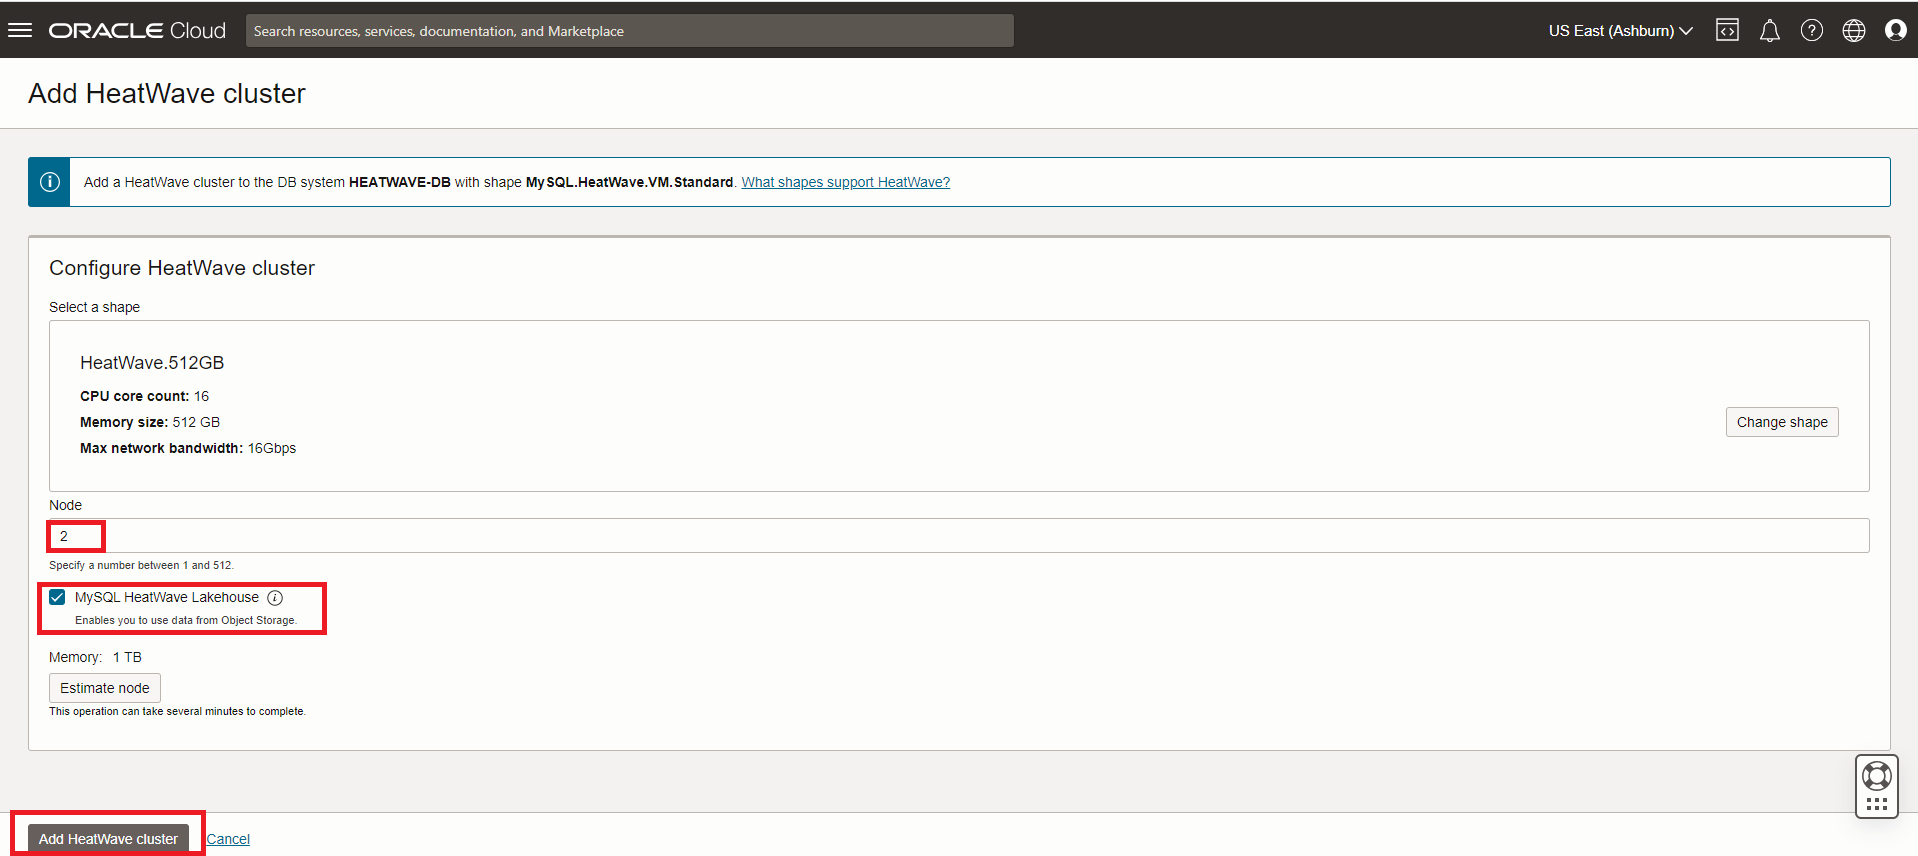 ORACLE Cloud
Search resources, services, documentation, and Marketplace
US East (Ashburn)
Add HeatWave cluster
Add a HeatWave cluster to the DB system HEATWAVE-DB with shape MySQL.HeatWave.VM.Standard. What shapes support HeatWave?
Configure HeatWave cluster
Select a shape
HeatWave.512GB
CPU core count: 16
Memory size: 512 GB
Max network bandwidth: 16Gbps
Change shape
Node
2
Specify a number between 1 and 512.
MySQL HeatWave Lakehouse
Enables you to use data from Object Storage.
Memory: 1 TB
Estimate node
This operation can take several minutes to complete.
Add HeatWave cluster Cancel